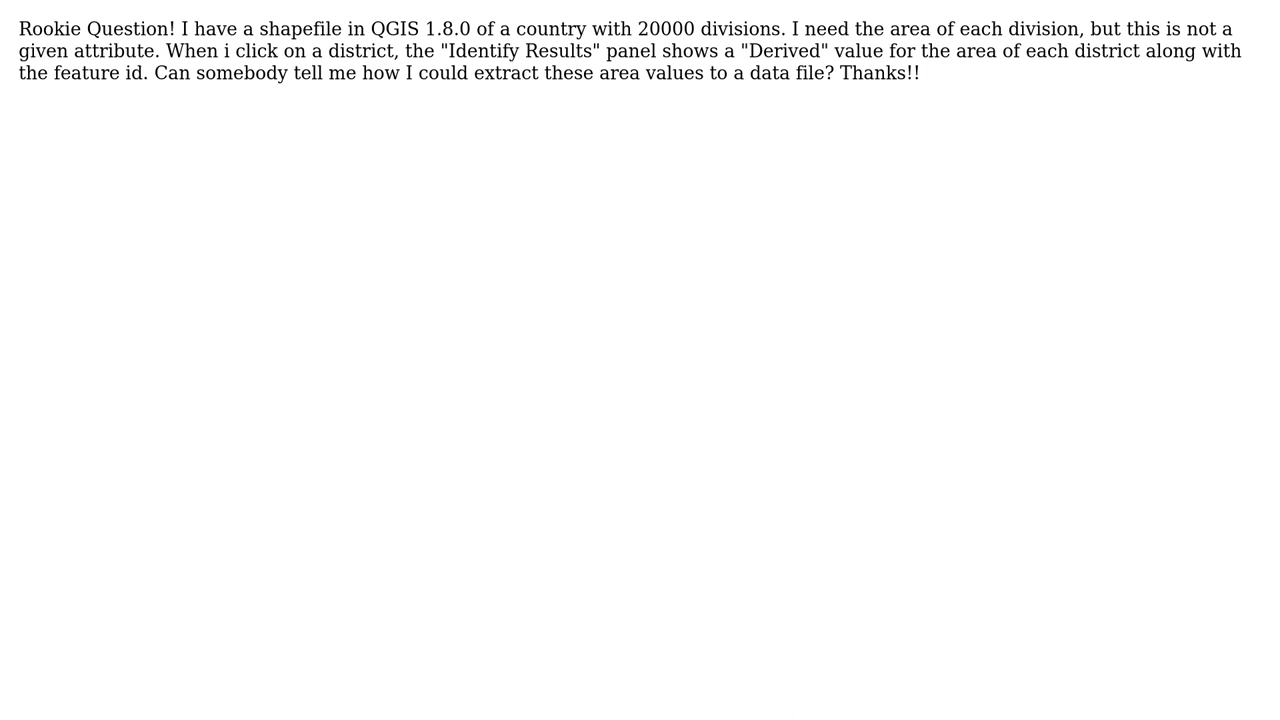 Rookie Question! I have a shapefile in QGIS 1.8.0 of a country with 20000 divisions. I need the area of each division, but this is not a
given attribute. When i click on a district, the "Identify Results" panel shows a "Derived" value for the area of each district along with
the feature id. Can somebody tell me how I could extract these area values to a data file? Thanks!!